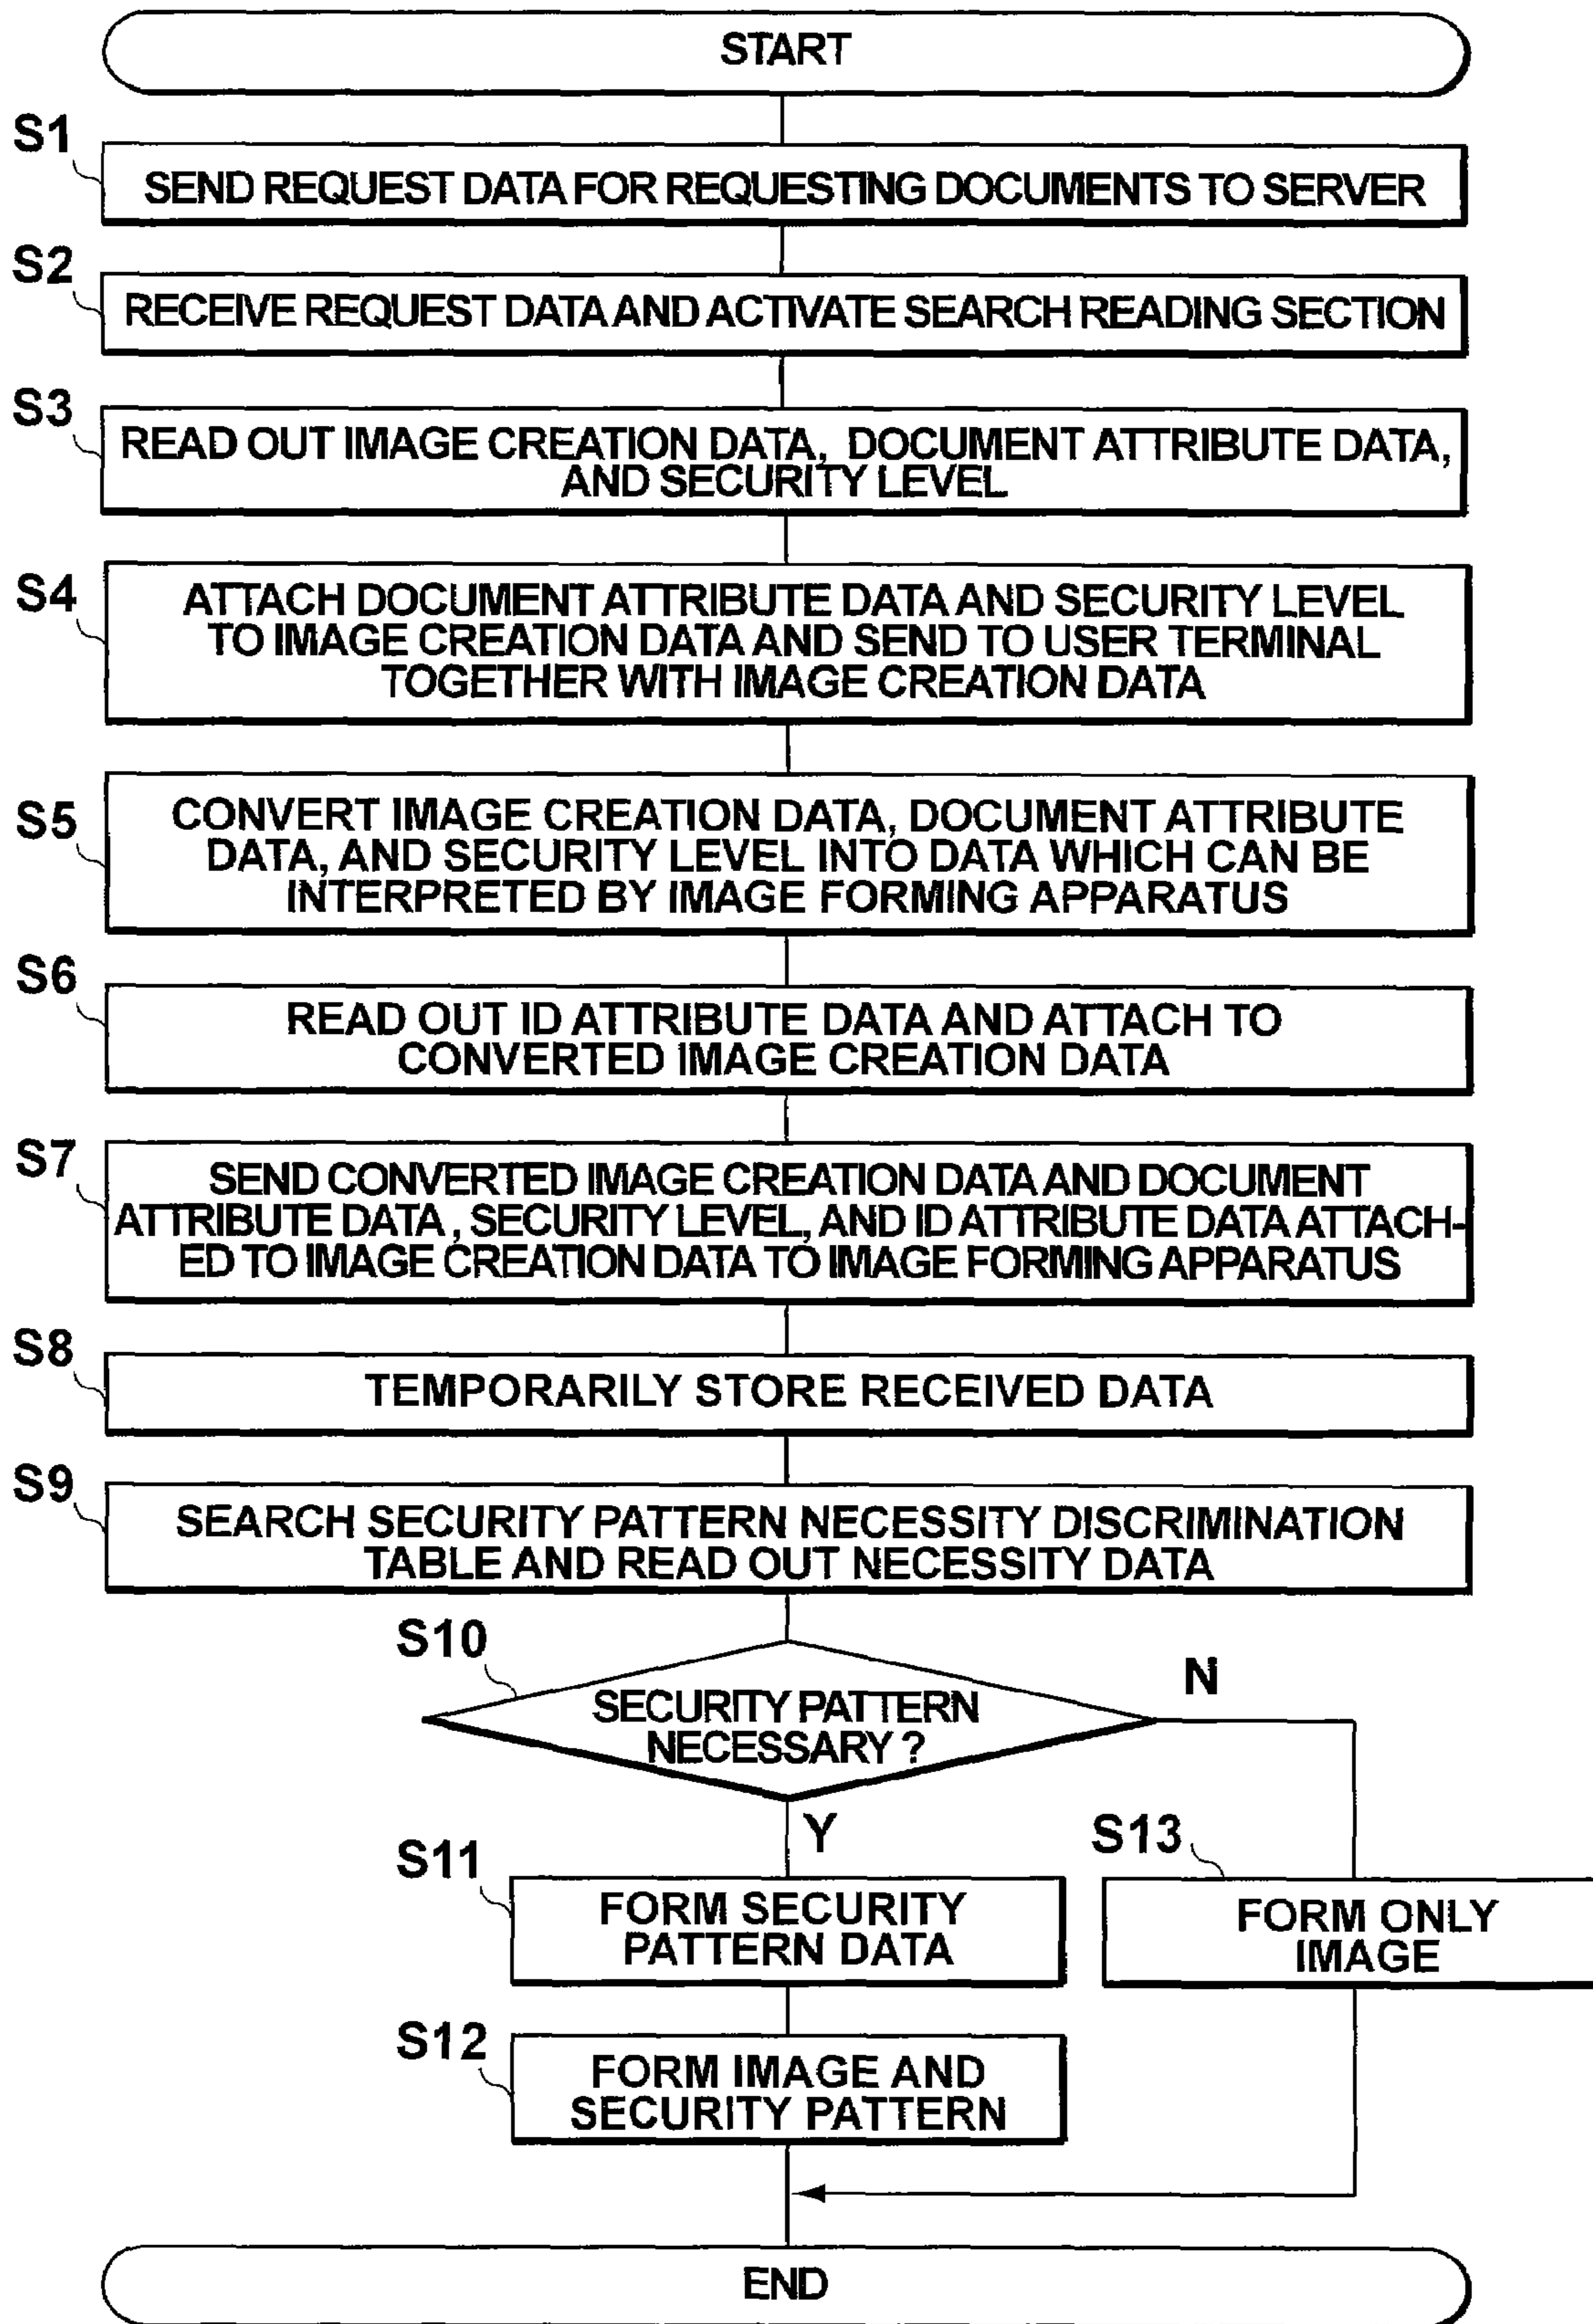 START
S1
SEND REQUEST DATA FOR REQUESTING DOCUMENTS TO SERVER
S2
RECEIVE REQUEST DATA AND ACTIVATE SEARCH READING SECTION
S3
READ OUT IMAGE CREATION DATA, DOCUMENT ATTRIBUTE DATA,
AND SECURITY LEVEL
S4
ATTACH DOCUMENT ATTRIBUTE DATA AND SECURITY LEVEL
TO IMAGE CREATION DATA AND SEND TO USER TERMINAL
TOGETHER WITH IMAGE CREATION DATA
S5
CONVERT IMAGE CREATION DATA, DOCUMENT ATTRIBUTE
DATA, AND SECURITY LEVEL INTO DATA WHICH CAN BE
INTERPRETED BY IMAGE FORMING APPARATUS
S6
READ OUT ID ATTRIBUTE DATA AND ATTACH TO
CONVERTED IMAGE CREATION DATA
S7
SEND CONVERTED IMAGE CREATION DATA AND DOCUMENT
ATTRIBUTE DATA, SECURITY LEVEL, AND ID ATTRIBUTE DATA ATTACH-
ED TO IMAGE CREATION DATA TO IMAGE FORMING APPARATUS
S8
TEMPORARILY STORE RECEIVED DATA
S9
SEARCH SECURITY PATTERN NECESSITY DISCRIMINATION
TABLE AND READ OUT NECESSITY DATA
S10
SECURITY PATTERN
NECESSARY ?
N
Y
S11
FORM SECURITY
PATTERN DATA
S13
FORM ONLY
IMAGE
S12
FORM IMAGE AND
SECURITY PATTERN
END